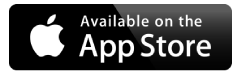 Available on the
App Store